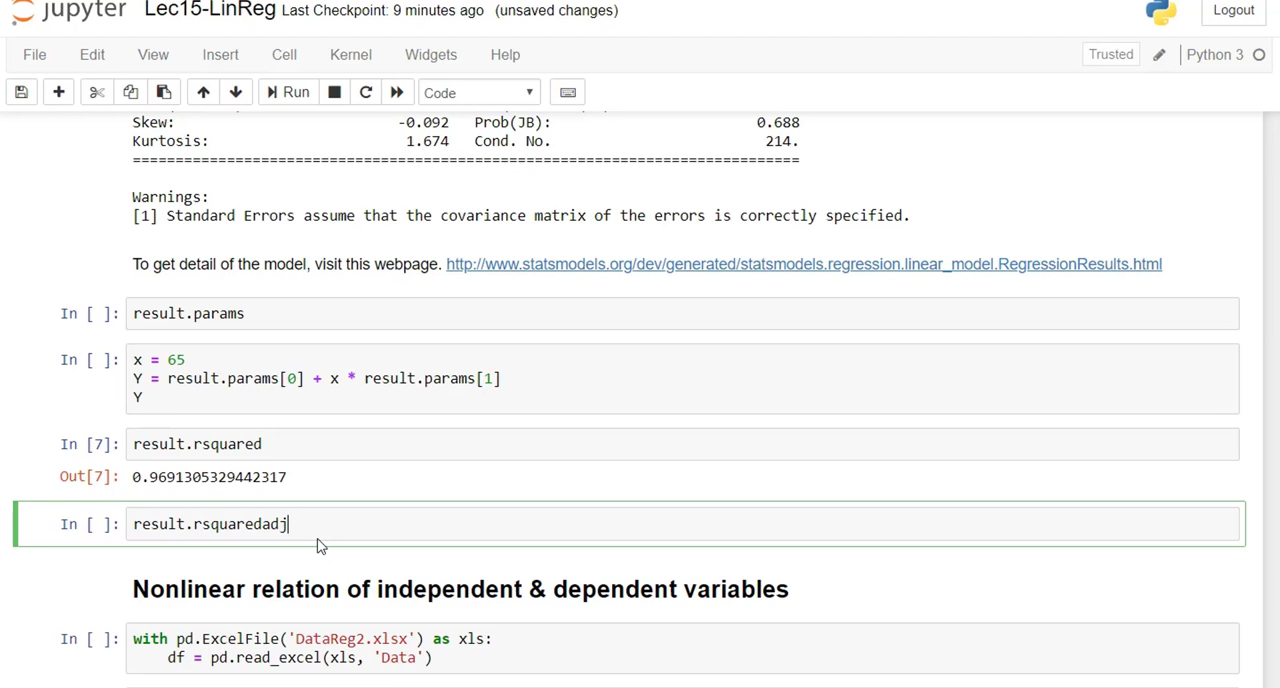 jupyter Lec15-LinReg Last Checkpoint: 9 minutes ago (unsaved changes) Logout
File Edit View Insert Cell Kernel Widgets Help Trusted Python 3
Run Code
Skew: -0.092 Prob(JB): 0.688
Kurtosis: 1.674 Cond. No. 214.
==============================================================================
Warnings:
[1] Standard Errors assume that the covariance matrix of the errors is correctly specified.
To get detail of the model, visit this webpage. http://www.statsmodels.org/dev/generated/statsmodels.regression.linear_model.RegressionResults.html
In [ ]: result.params
In [ ]: x = 65
Y = result.params[0] + x * result.params[1]
Y
In [7]: result.rsquared
Out[7]: 0.9691305329442317
In [ ]: result.rsquaredadj
Nonlinear relation of independent & dependent variables
In [ ]: with pd.ExcelFile('DataReg2.xlsx') as xls:
df = pd.read_excel(xls, 'Data')